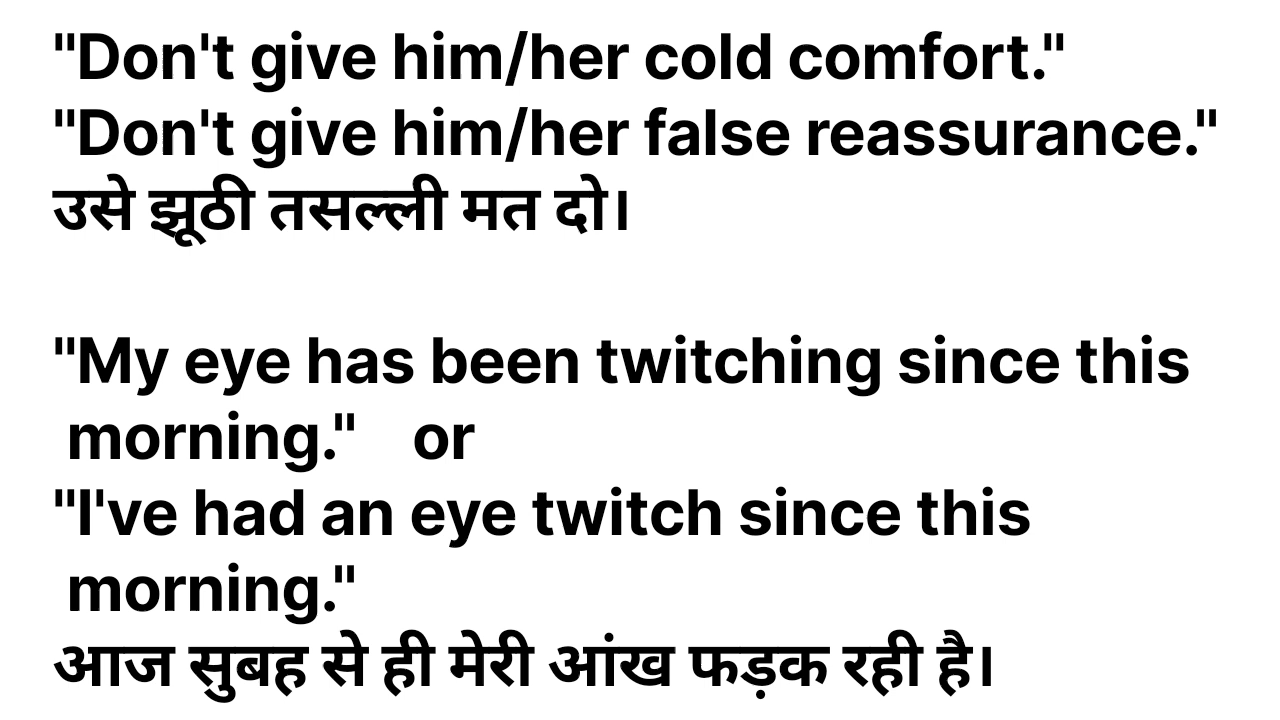 "Don't give him/her cold comfort."
"Don't give him/her false reassurance."
उसे झूठी तसल्ली मत दो।
"My eye has been twitching since this
morning." or
"I've had an eye twitch since this
morning."
आज सुबह से ही मेरी आंख फड़क रही है।